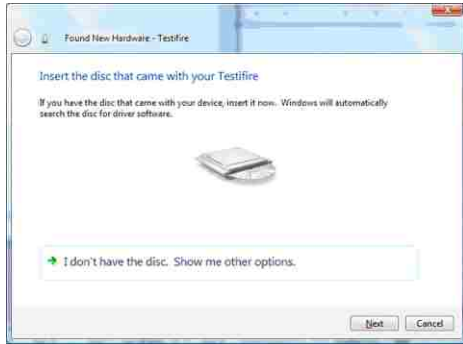 Found New Hardware - Testifire
Insert the disc that came with your Testifire
If you have the disc that came with your device, insert it now. Windows will automatically
search the disc for driver software.
I don't have the disc. Show me other options.
Next Cancel